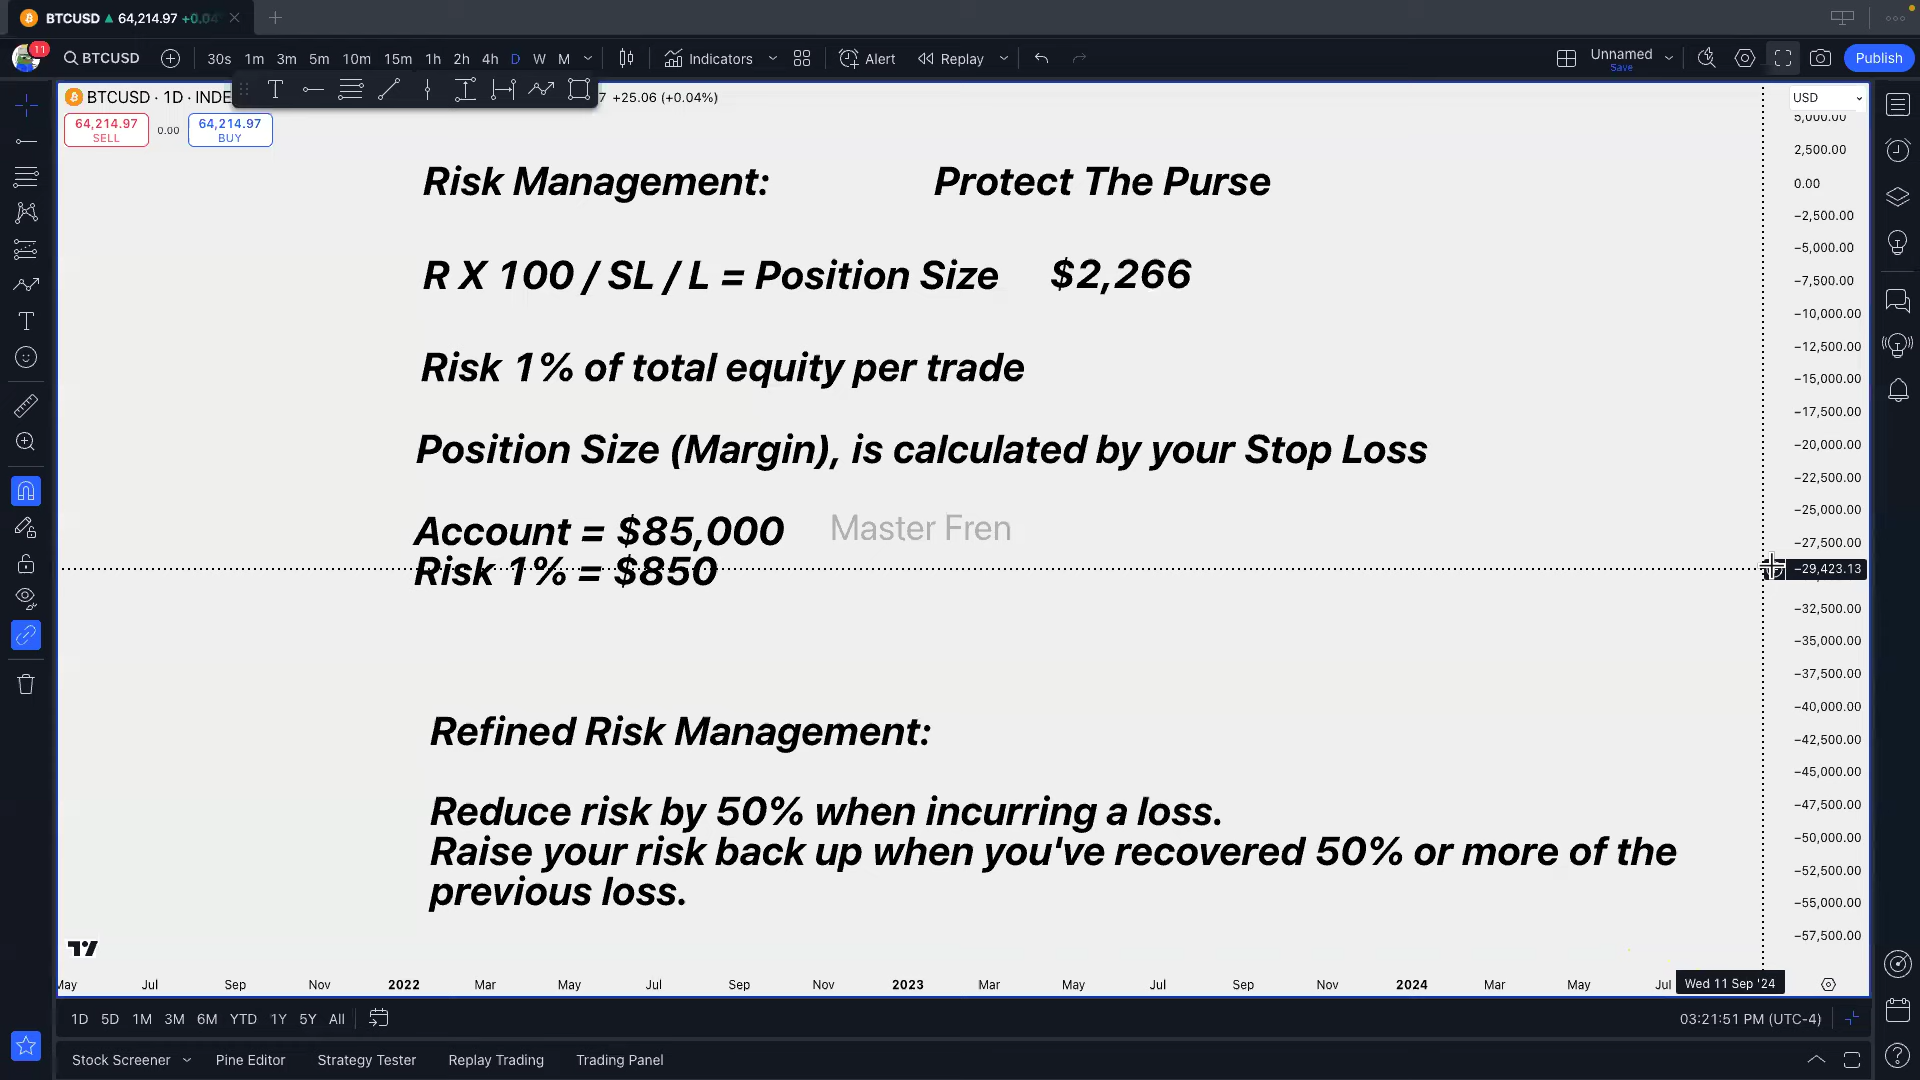 BTCUSD ▲ 64,214.97 +0.04
11
BTCUSD 30s 1m 3m 5m 10m 15m 1h 2h 4h D W M Indicators Alert Replay Unnamed Save Publish
BTCUSD · 1D · INDE 7 +25.06 (+0.04%) USD
64,214.97 SELL 0.00 64,214.97 BUY
Risk Management: Protect The Purse
R X 100 / SL / L = Position Size $2,266
Risk 1% of total equity per trade
Position Size (Margin), is calculated by your Stop Loss
Account = $85,000 Master Fren
Risk 1% = $850
Refined Risk Management:
Reduce risk by 50% when incurring a loss.
Raise your risk back up when you've recovered 50% or more of the
previous loss.
5,000.00
2,500.00
0.00
−2,500.00
−5,000.00
−7,500.00
−10,000.00
−12,500.00
−15,000.00
−17,500.00
−20,000.00
−22,500.00
−25,000.00
−27,500.00
−29,423.13
−32,500.00
−35,000.00
−37,500.00
−40,000.00
−42,500.00
−45,000.00
−47,500.00
−50,000.00
−52,500.00
−55,000.00
−57,500.00
May Jul Sep Nov 2022 Mar May Jul Sep Nov 2023 Mar May Jul Sep Nov 2024 Mar May Jul Wed 11 Sep '24
1D 5D 1M 3M 6M YTD 1Y 5Y All 03:21:51 PM (UTC-4)
Stock Screener Pine Editor Strategy Tester Replay Trading Trading Panel